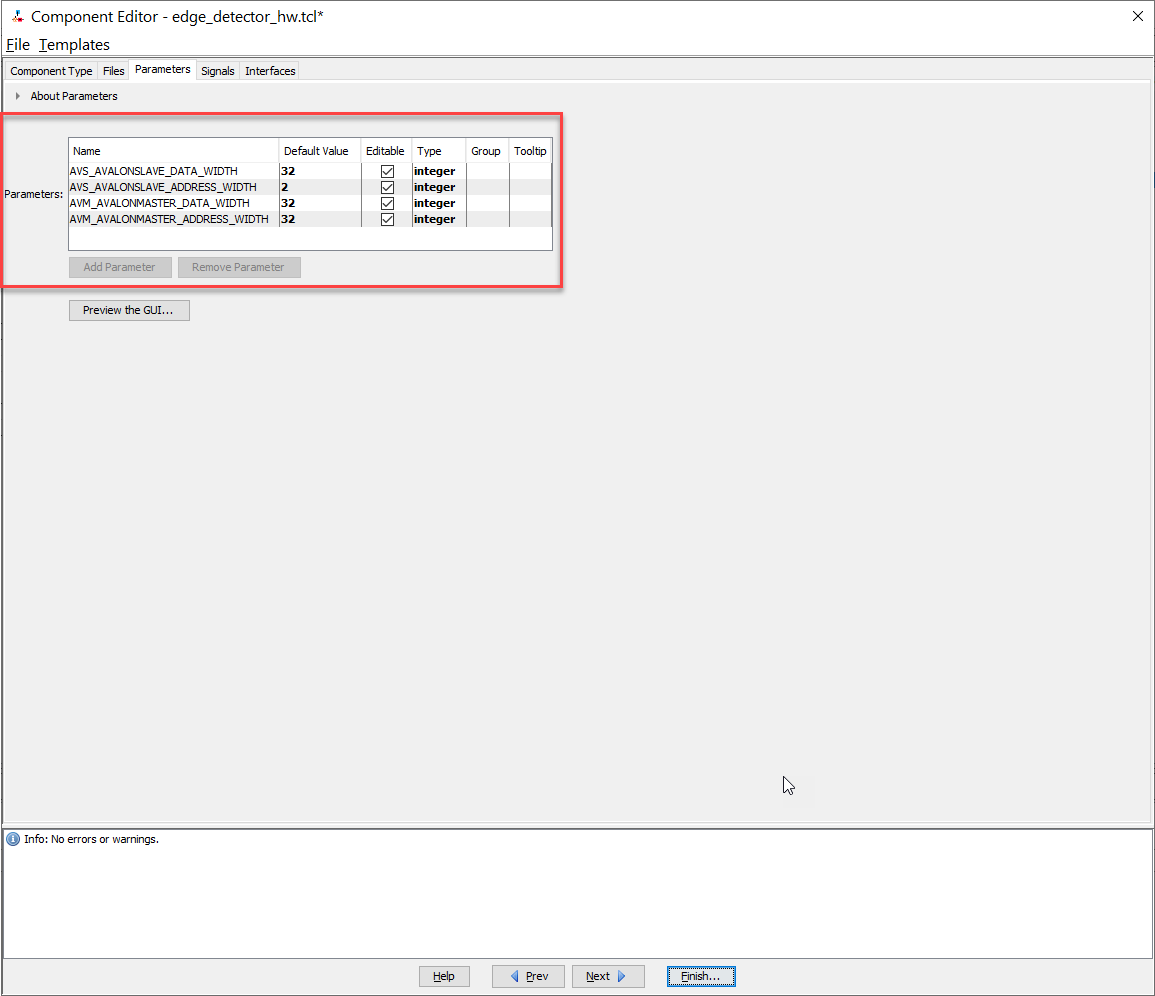 Component Editor - edge_detector_hw.tcl*
File Templates
Component Type Files Parameters Signals Interfaces
About Parameters
Name Default Value Editable Type Group Tooltip
AVS_AVALONSLAVE_DATA_WIDTH 32 integer
AVS_AVALONSLAVE_ADDRESS_WIDTH 2 integer
Parameters:
AVM_AVALONMASTER_DATA_WIDTH 32 integer
AVM_AVALONMASTER_ADDRESS_WIDTH 32 integer
Add Parameter Remove Parameter
Preview the GUI...
Info: No errors or warnings.
Help Prev Next Finish...